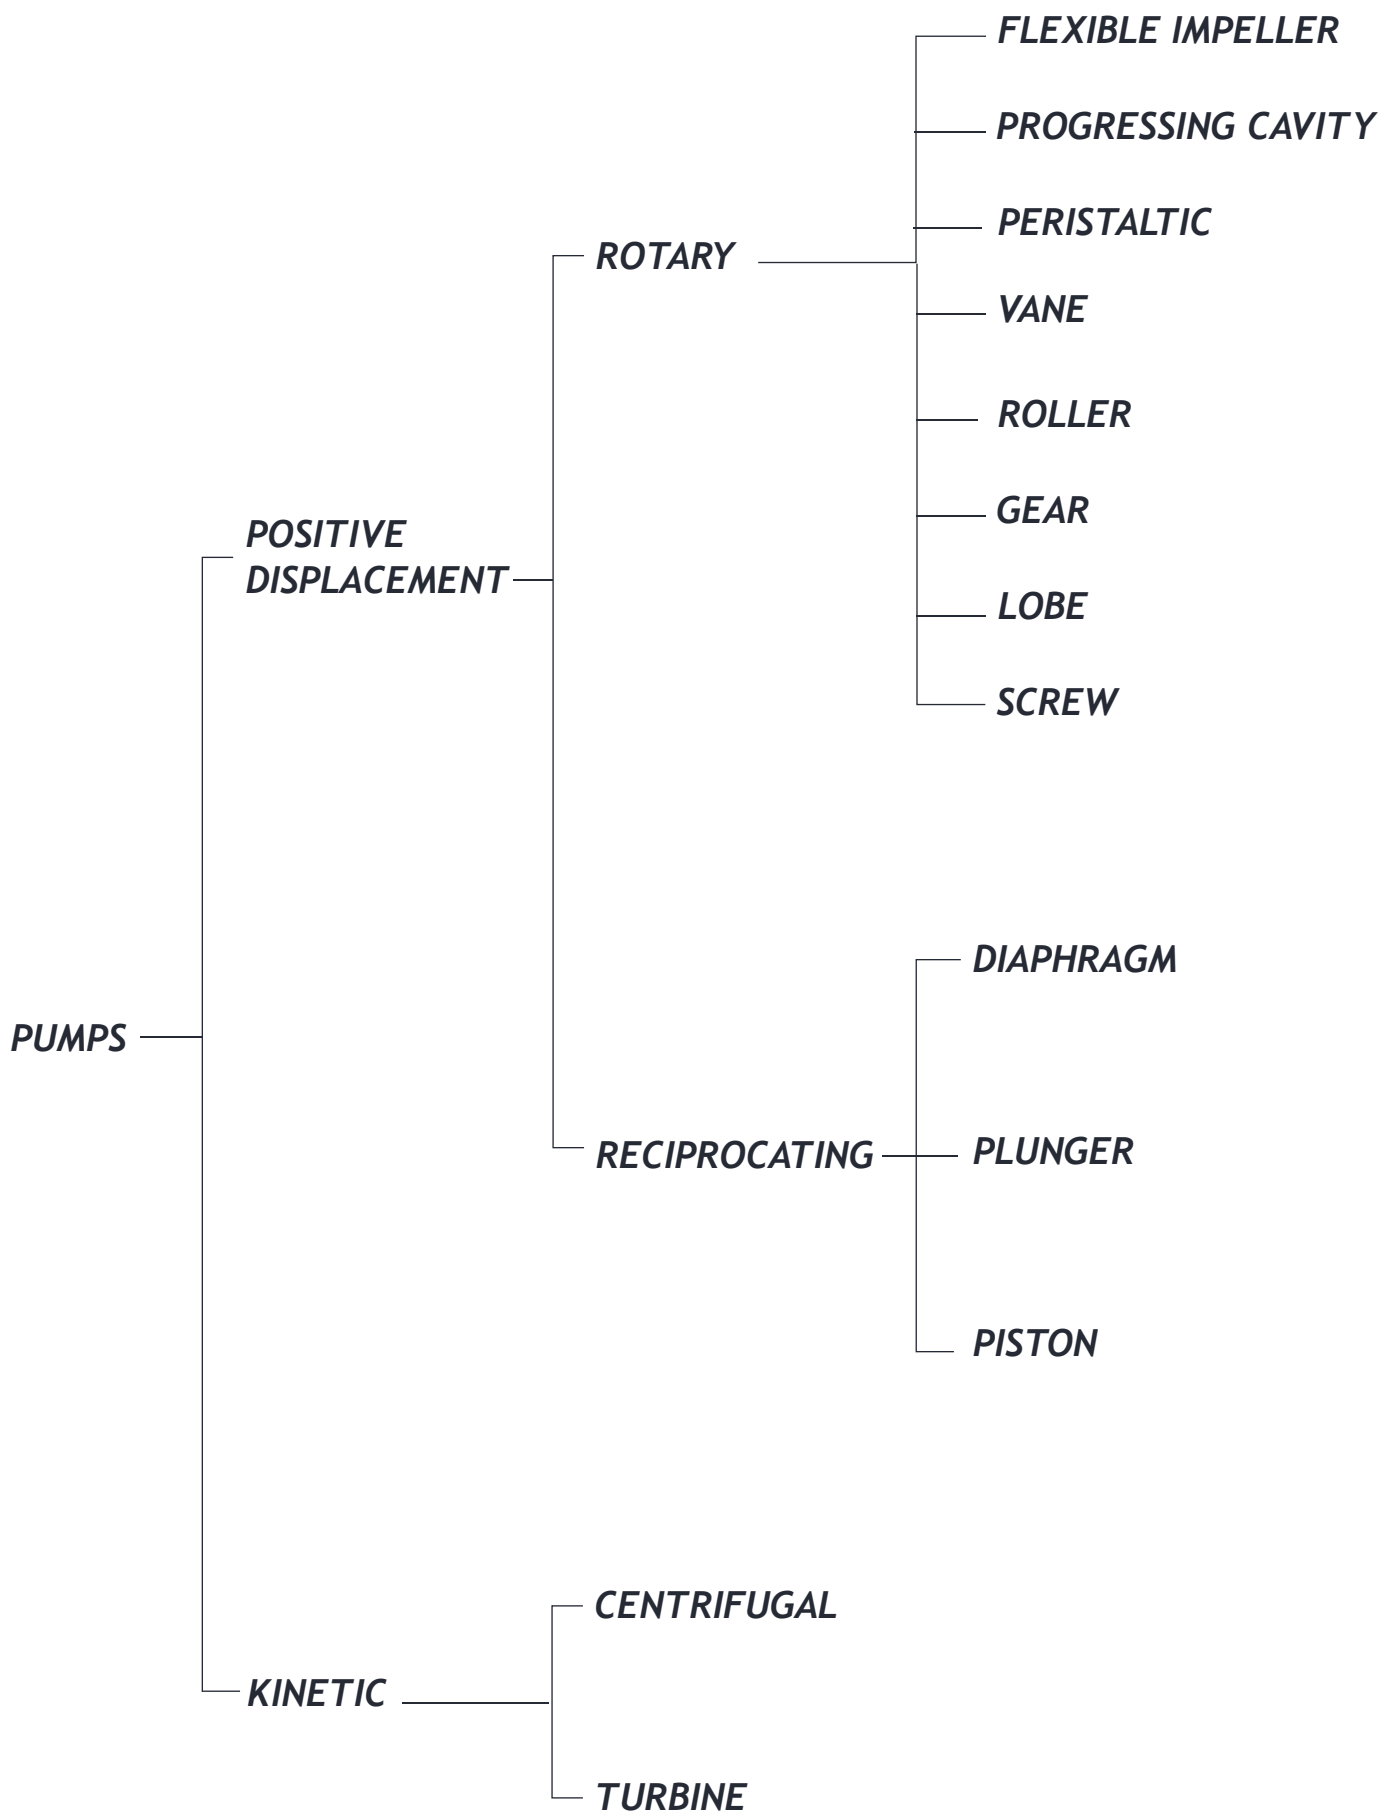 FLEXIBLE IMPELLER
PROGRESSING CAVITY
PERISTALTIC
ROTARY
VANE
ROLLER
GEAR
POSITIVE
DISPLACEMENT
LOBE
SCREW
DIAPHRAGM
PUMPS
RECIPROCATING
PLUNGER
PISTON
CENTRIFUGAL
KINETIC
TURBINE